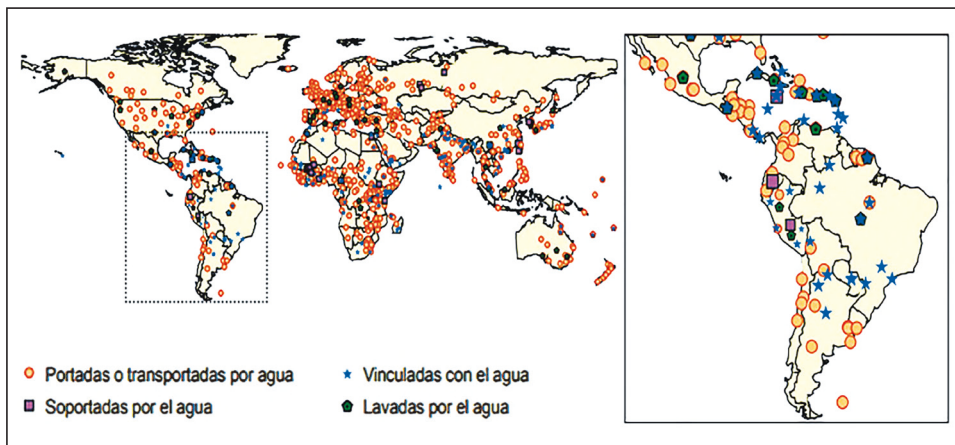 Portadas o transportadas por agua
Vinculadas con el agua
Soportadas por el agua
Lavadas por el agua